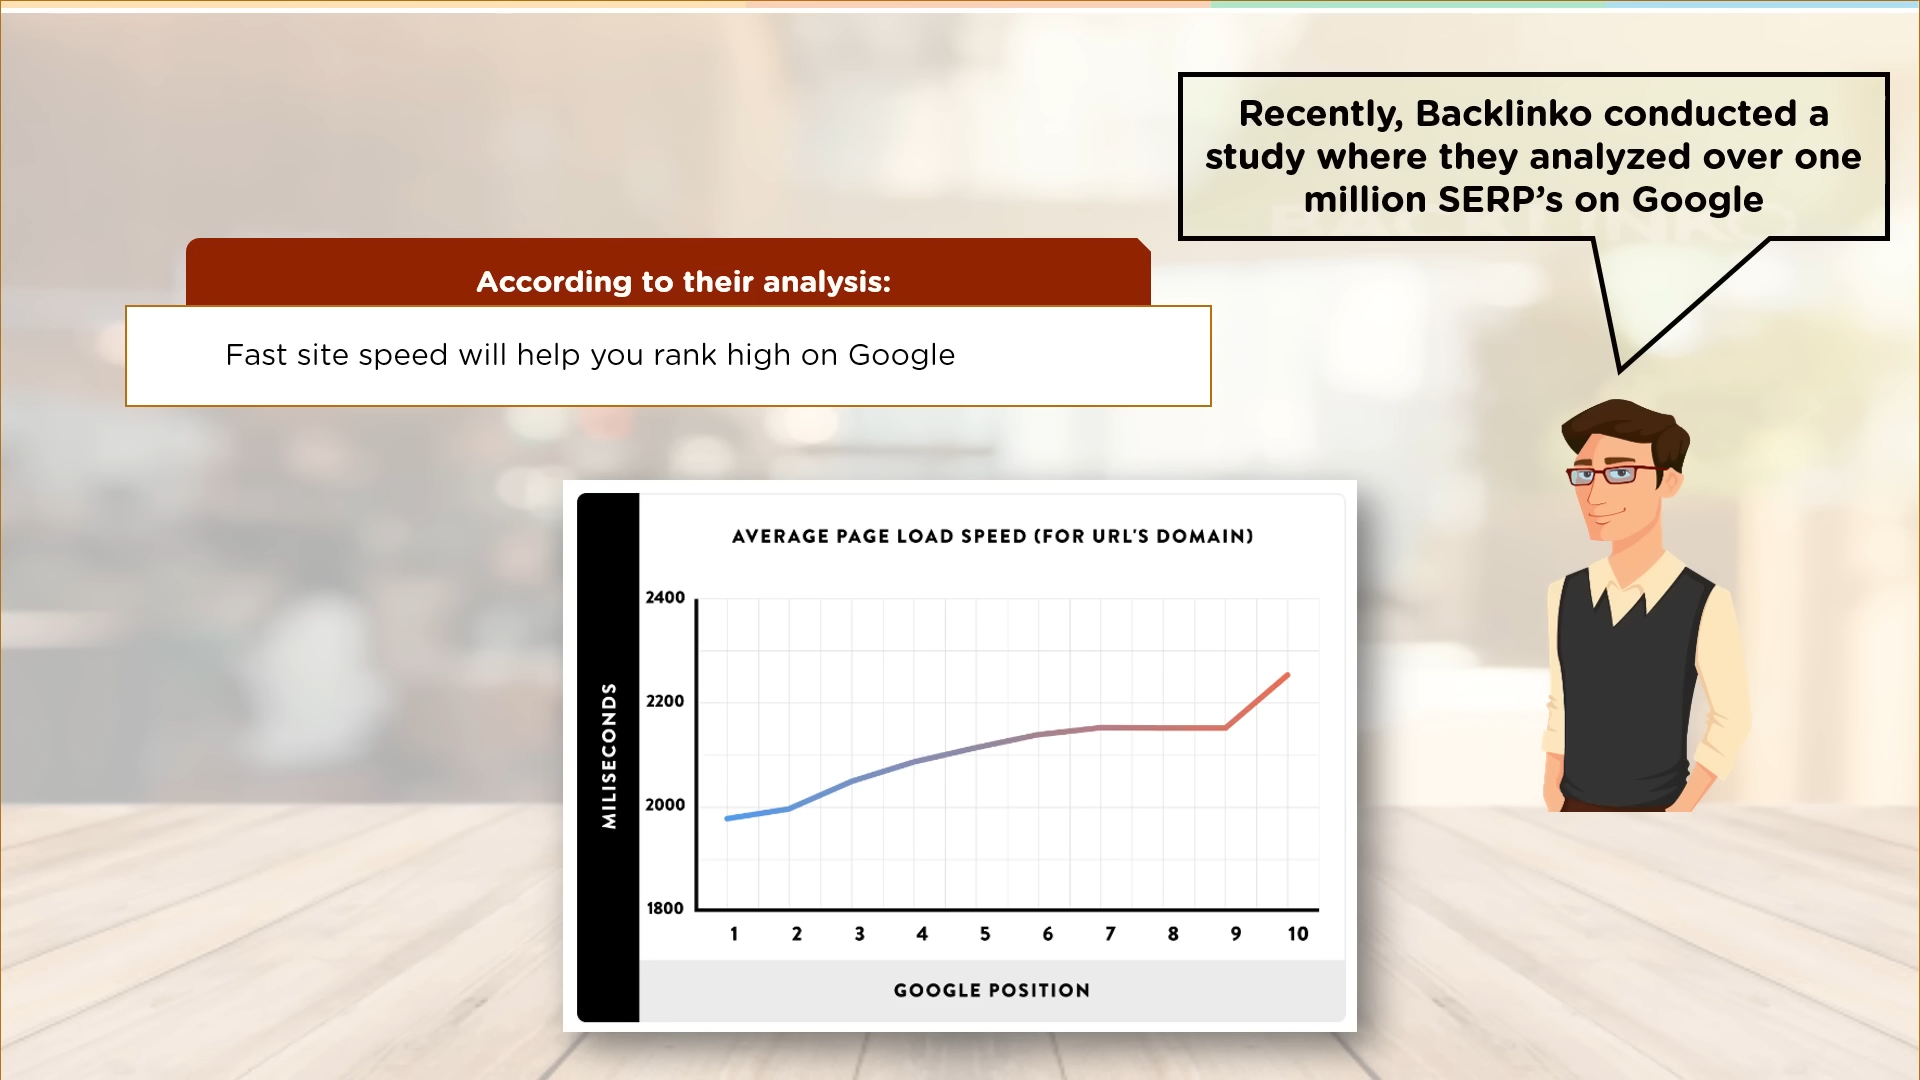 Recently, Backlinko conducted a
study where they analyzed over one
million SERP’s on Google
According to their analysis:
Fast site speed will help you rank high on Google
AVERAGE PAGE LOAD SPEED (FOR URL'S DOMAIN)
MILISECONDS
2400
2200
2000
1800
1 2 3 4 5 6 7 8 9 10
GOOGLE POSITION